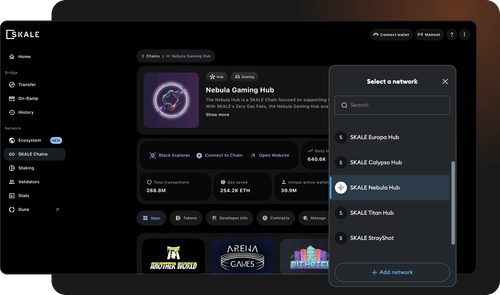 SKALE
Connect wallet
Mainnet
?
Home
Bridge
Transfer
On-Ramp
History
Network
Ecosystem
NEW
SKALE Chains
Staking
Validators
Stats
Dune
Chains
Nebula Gaming Hub
Hub
Gaming
Nebula Gaming Hub
The Nebula Hub is a SKALE Chain focused on supporting
With SKALE's Zero Gas Fees, the Nebula Gaming Hub
Show more
Block Explorer
Connect to Chain
Open Website
Daily
640.6K
Total transactions
288.8M
Gas saved
254.2K ETH
Unique active
39.9M
Apps
Tokens
Developer info
Contracts
Manage
ANOTHER WORLD
ARENA
GAMES
Select a network
Search
S SKALE Europa Hub
S SKALE Calypso Hub
SKALE Nebula Hub
S SKALE Titan Hub
S SKALE StrayShot
+ Add network